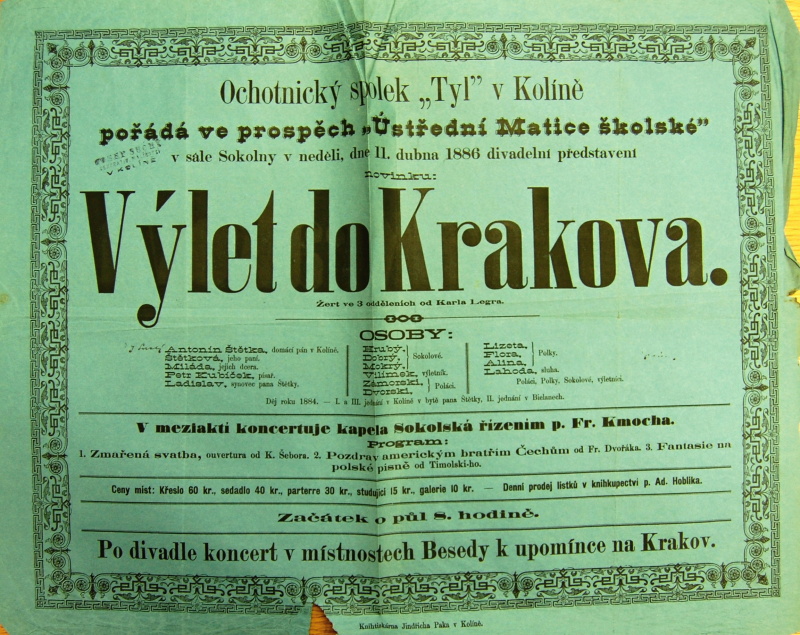 Ochotnický spolek „Tyl” v Kolíně
pořádá ve prospěch „Ústřední Matice školské”
v sále Sokolny v neděli, dne 11. dubna 1886 divadelní představení
novinku:
Výlet do Krakova.
Žert ve 3 odděleních od Karla Legra.
OSOBY:
Antonín Štětka, domácí pán v Kolíně.
Štětková, jeho paní.
Miláda, jejich dcera.
Petr Kubíček, písař.
Ladislav, synovec pana Štětky.
Hrubý,
Dobrý,
Mokrý,
Sokolové.
Vilímek, výletník.
Zámorski,
Dvorski,
Poláci.
Lizeta,
Flora,
Alina,
Polky.
Lahoda, sluha.
Poláci, Polky, Sokolové, výletníci.
Děj roku 1884. — I. a III. jednání v Kolíně v bytě pana Štětky, II. jednání v Bielanech.
V meziaktí koncertuje kapela Sokolská řízením p. Fr. Kmocha.
Program:
1. Zmařená svatba, ouvertura od K. Šebora. 2. Pozdrav americkým bratřím Čechům od Fr. Dvořáka. 3. Fantasie na
polské písně od Timolski-ho.
Ceny míst: Křeslo 60 kr., sedadlo 40 kr., parterre 30 kr., studující 15 kr., galerie 10 kr. — Denní prodej lístků v knihkupectví p. Ad. Hoblíka.
Začátek o půl 8. hodině.
Po divadle koncert v místnostech Besedy k upomínce na Krakov.
Knihtiskárna Jindřicha Paka v Kolíně.